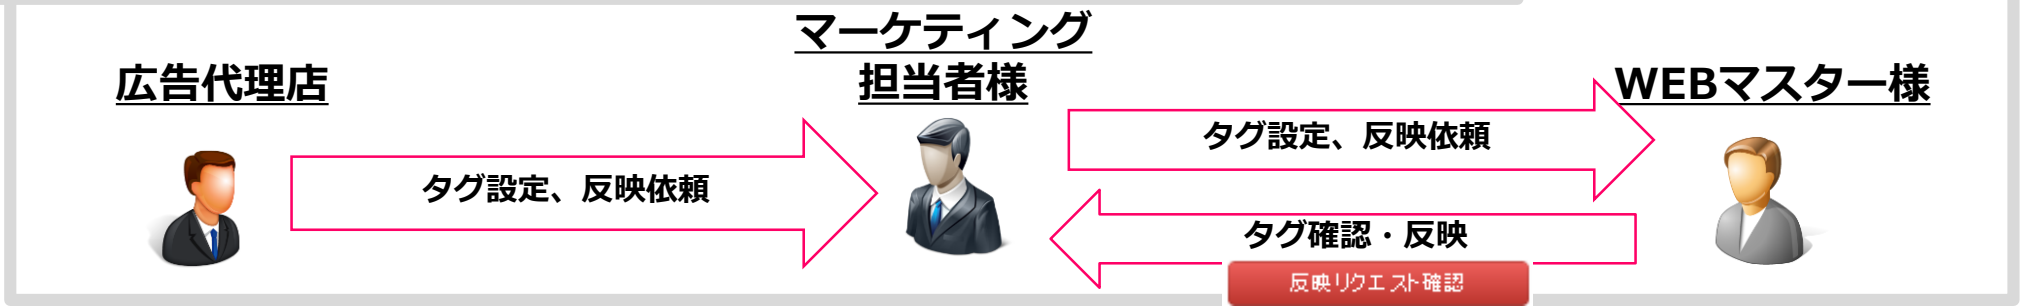 広告代理店
マーケティング
担当者様
WEBマスター様
タグ設定、反映依頼
タグ設定、反映依頼
タグ確認・反映
反映リクエスト確認